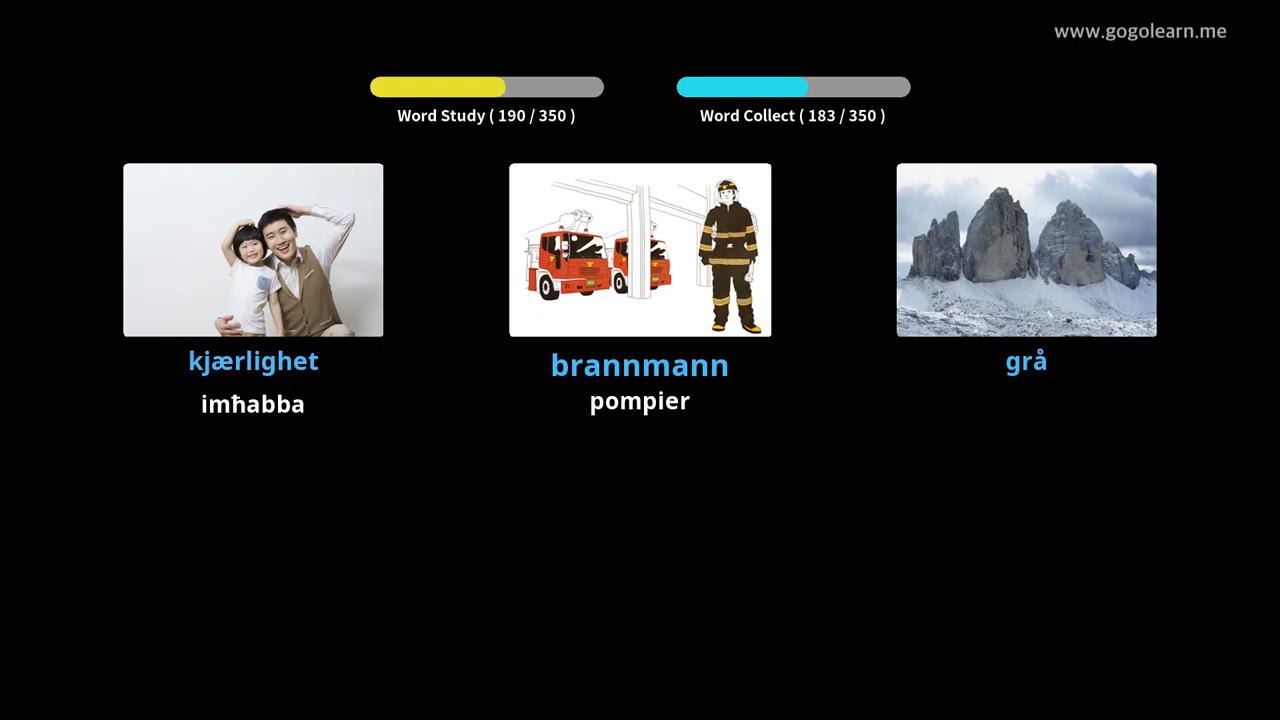 www.gogolearn.me
Word Study ( 190 / 350 )
Word Collect ( 183 / 350 )
kjærlighet
imħabba
brannmann
pompier
grå